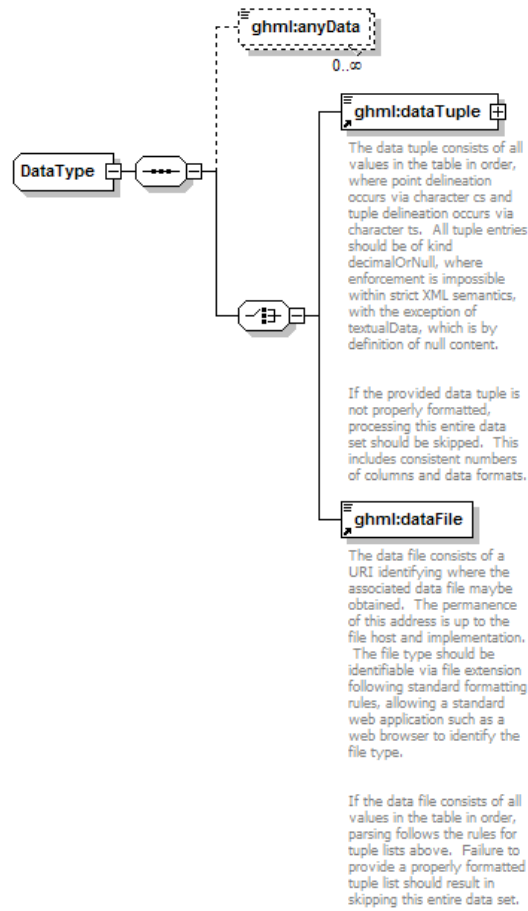 ghml:anyData
0..∞
ghml:dataTuple
The data tuple consists of all
values in the table in order,
where point delineation
occurs via character cs and
tuple delineation occurs via
character ts.  All tuple entries
should be of kind
decimalOrNull, where
enforcement is impossible
within strict XML semantics,
with the exception of
textualData, which is by
definition of null content.
If the provided data tuple is
not properly formatted,
processing this entire data
set should be skipped.  This
includes consistent numbers
of columns and data formats.
DataType
ghml:dataFile
The data file consists of a
URI identifying where the
associated data file maybe
obtained.  The permanence
of this address is up to the
file host and implementation.
The file type should be
identifiable via file extension
following standard formatting
rules, allowing a standard
web application such as a
web browser to identify the
file type.
If the data file consists of all
values in the table in order,
parsing follows the rules for
tuple lists above.  Failure to
provide a properly formatted
tuple list should result in
skipping this entire data set.